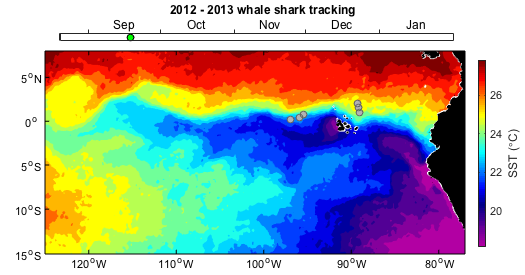 2012 - 2013 whale shark tracking
Sep Oct Nov Dec Jan
5°N
0°
5°S
10°S
15°S
120°W 110°W 100°W 90°W 80°W
26
24
22
20
SST (°C)